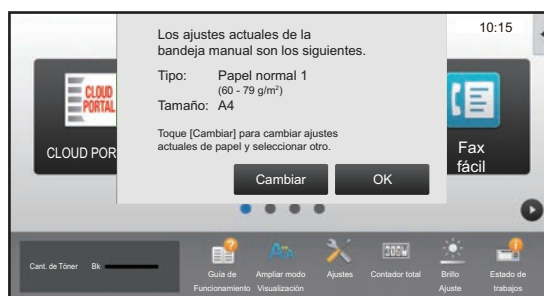 10:15
Los ajustes actuales de la
bandeja manual son los siguientes.
Tipo: Papel normal 1
(60 - 79 g/m²)
Tamaño: A4
Toque [Cambiar] para cambiar ajustes
actuales de papel y seleccionar otro.
Cambiar OK
CLOUD
PORTAL
CLOUD POR
Fax
fácil
Cant. de Tóner Bk
Guía de
Funcionamiento
Ampliar modo
Visualización
Ajustes
Contador total
Brillo
Ajuste
Estado de
trabajos